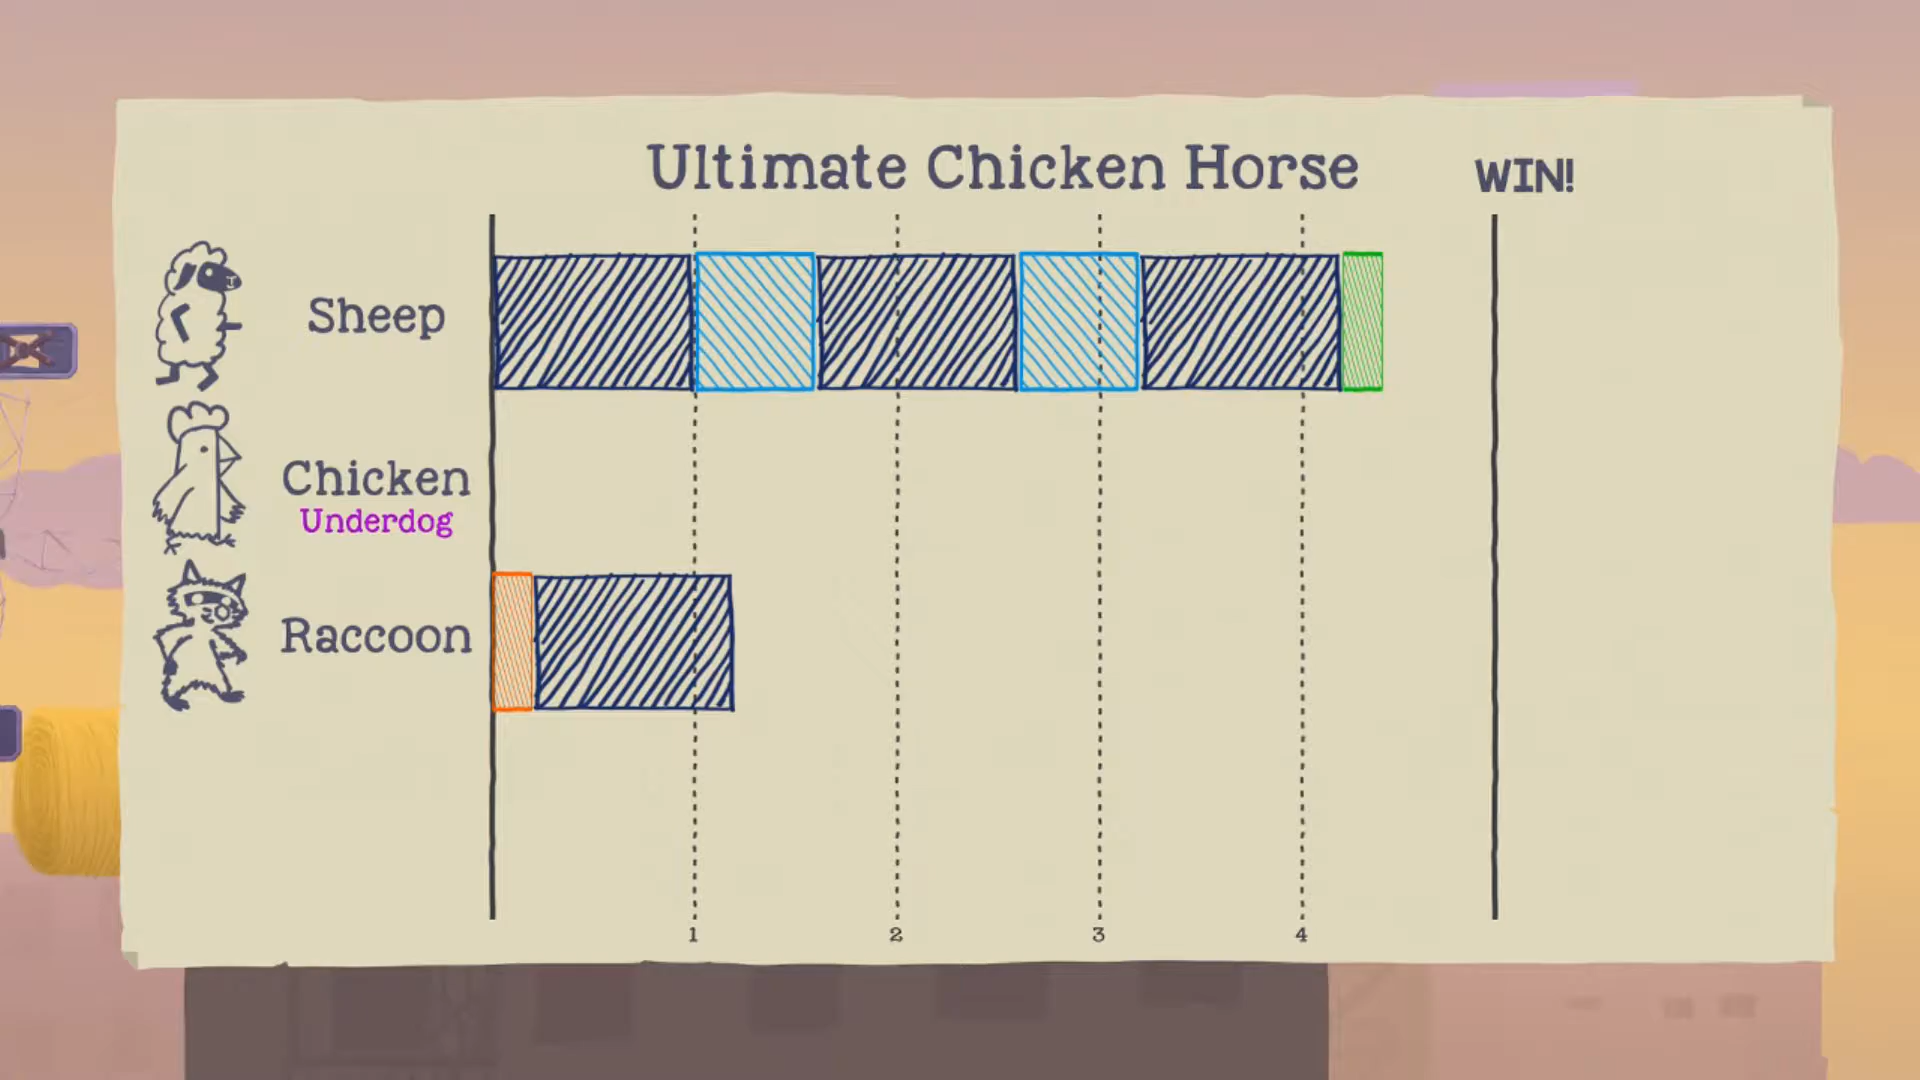 Ultimate Chicken Horse
WIN!
Sheep
Chicken
Underdog
Raccoon
1 2 3 4